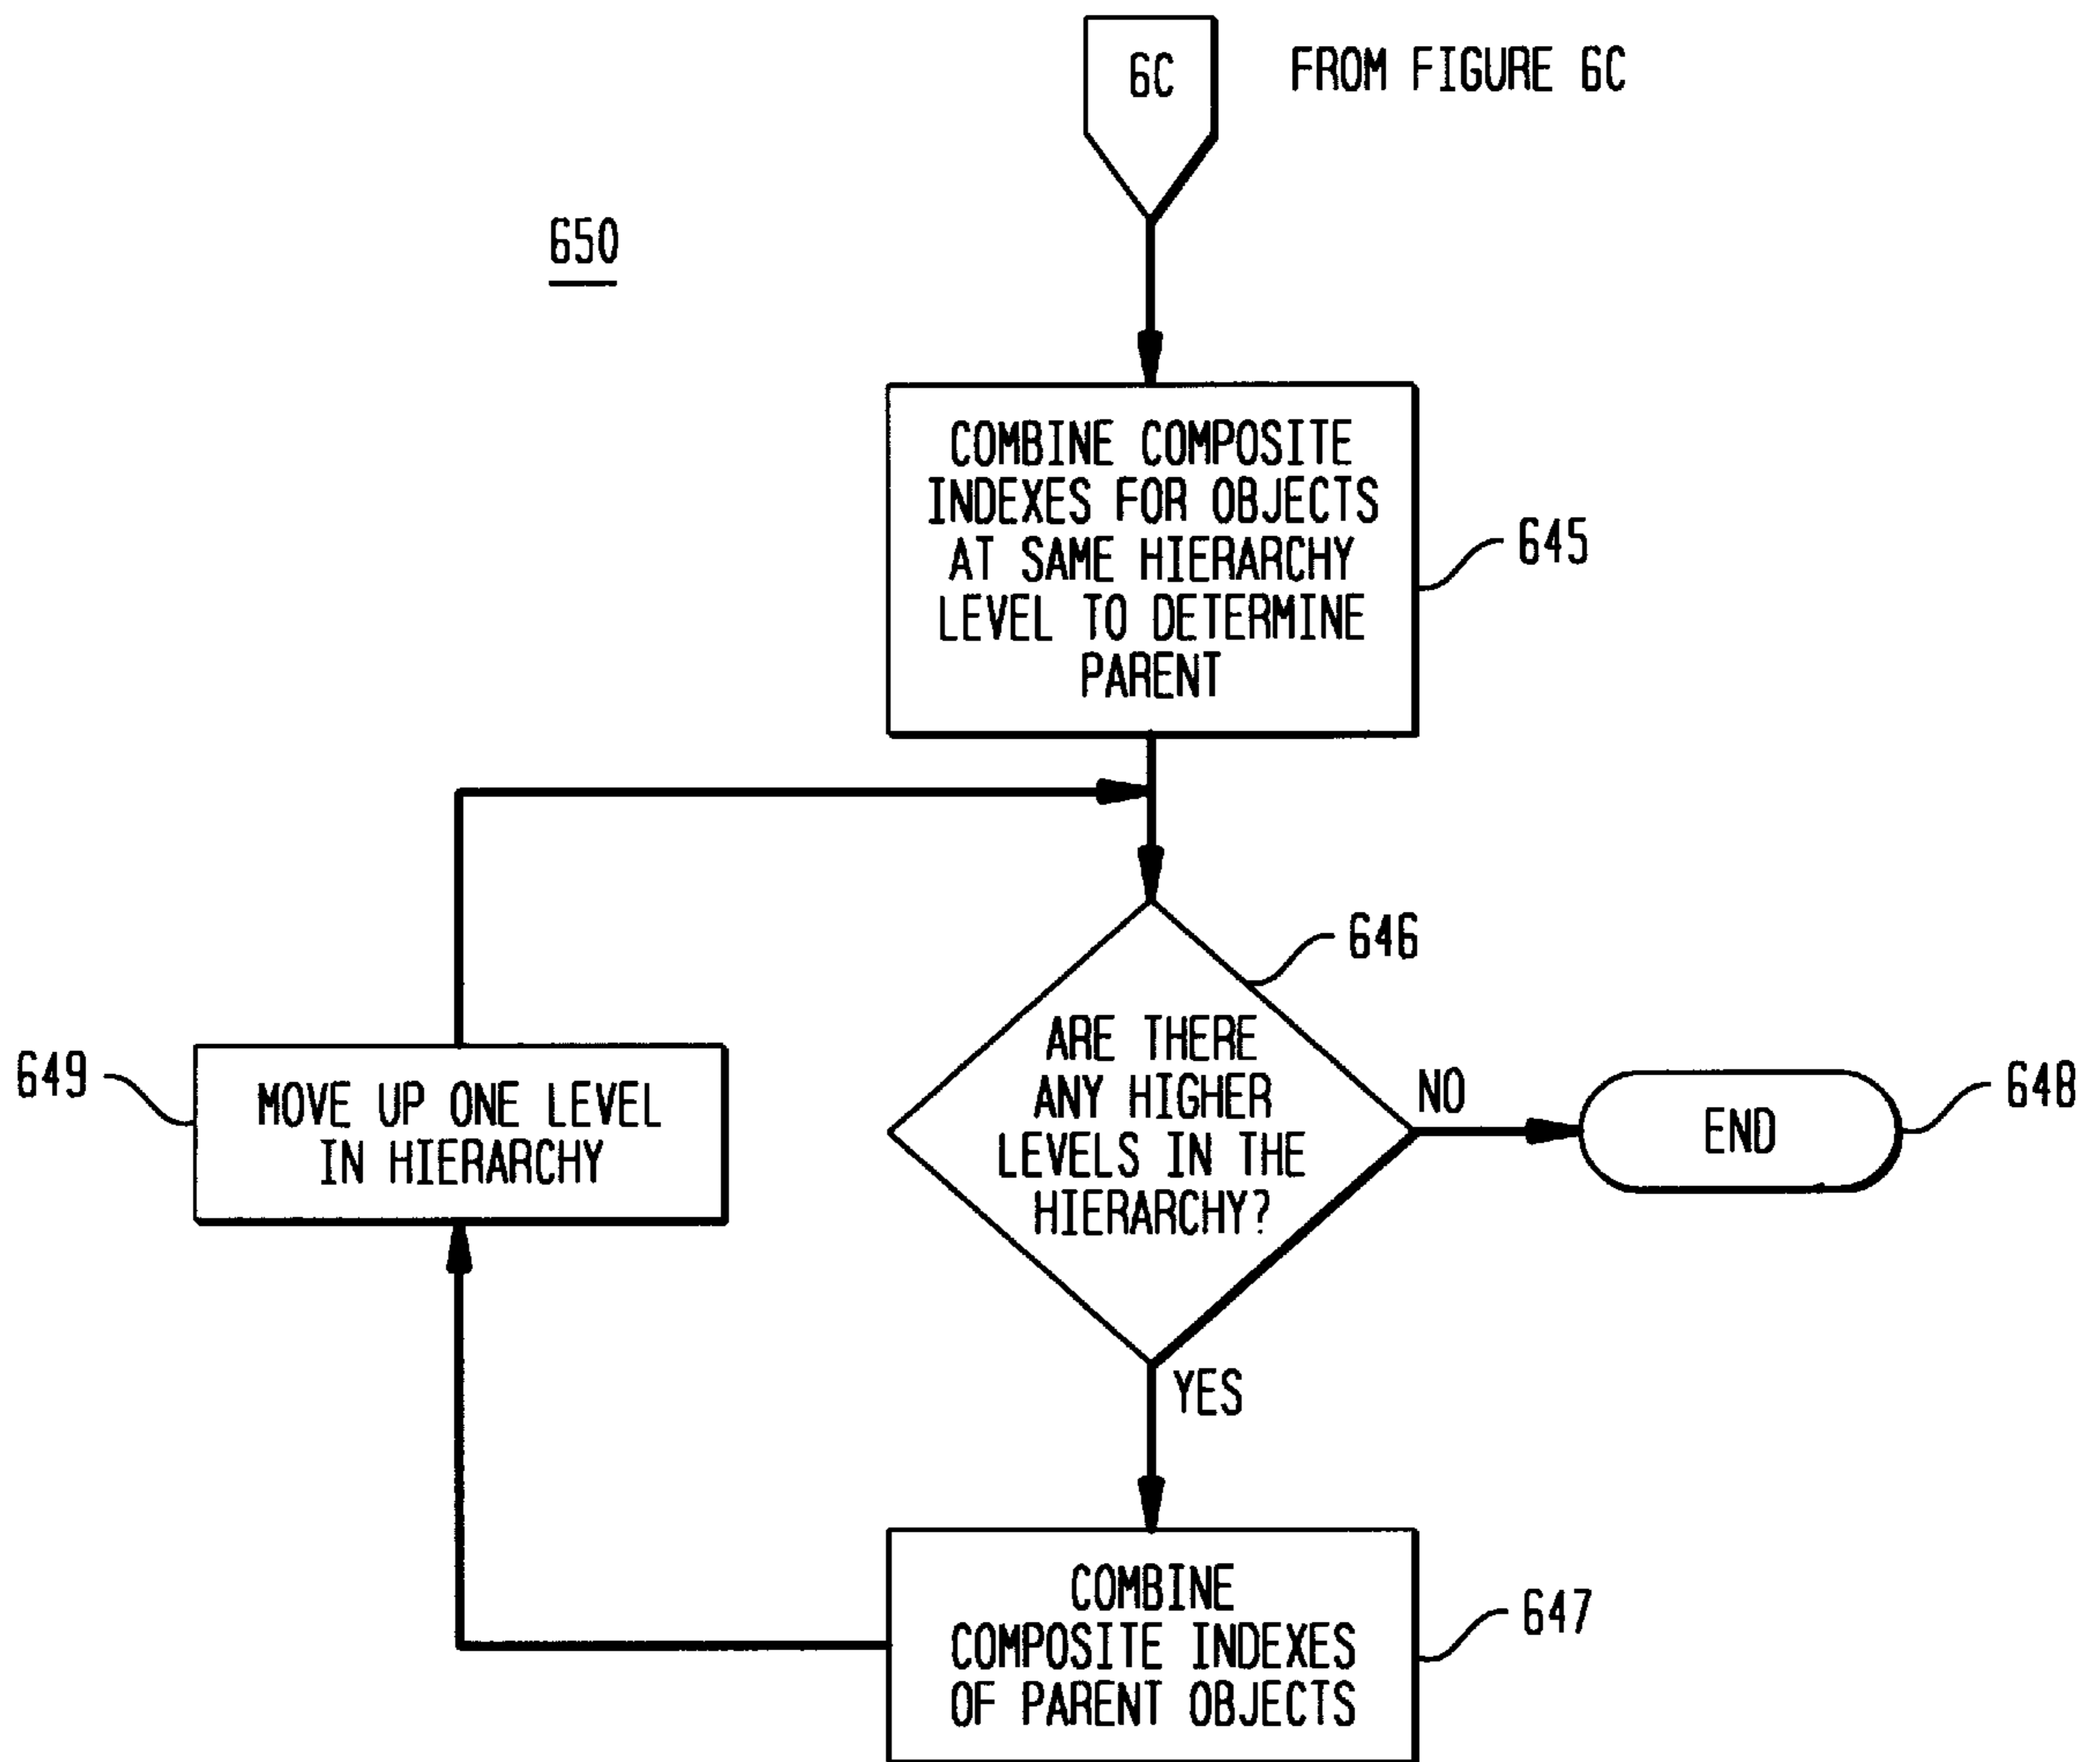 6C
FROM FIGURE 6C
650
COMBINE COMPOSITE
INDEXES FOR OBJECTS
AT SAME HIERARCHY
LEVEL TO DETERMINE
PARENT
645
646
ARE THERE
ANY HIGHER
LEVELS IN THE
HIERARCHY?
NO
END
648
649
MOVE UP ONE LEVEL
IN HIERARCHY
YES
COMBINE
COMPOSITE INDEXES
OF PARENT OBJECTS
647